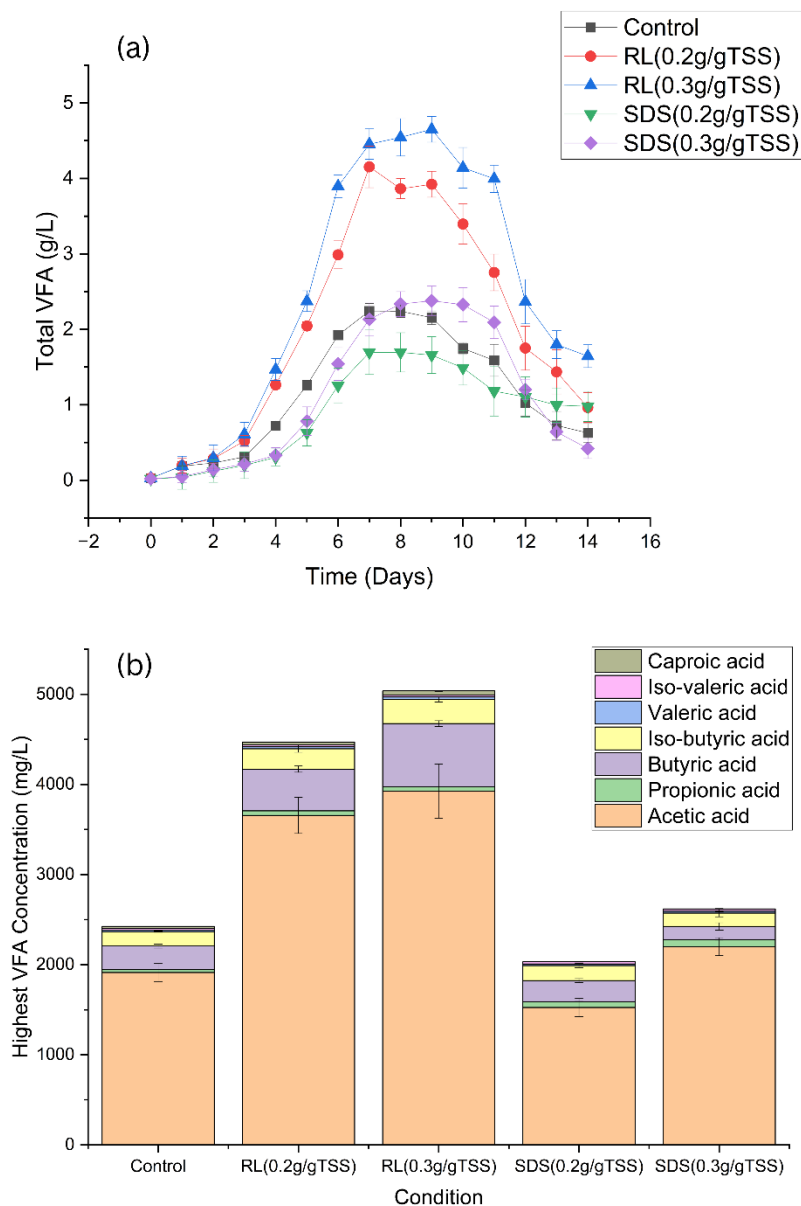 (a)
Control
RL(0.2g/gTSS)
RL(0.3g/gTSS)
SDS(0.2g/gTSS)
SDS(0.3g/gTSS)
Total VFA (g/L)
5
4
3
2
1
0
−2 0 2 4 6 8 10 12 14 16
Time (Days)
(b)
Caproic acid
Iso-valeric acid
Valeric acid
Iso-butyric acid
Butyric acid
Propionic acid
Acetic acid
Highest VFA Concentration (mg/L)
5000
4000
3000
2000
1000
0
Control RL(0.2g/gTSS) RL(0.3g/gTSS) SDS(0.2g/gTSS) SDS(0.3g/gTSS)
Condition